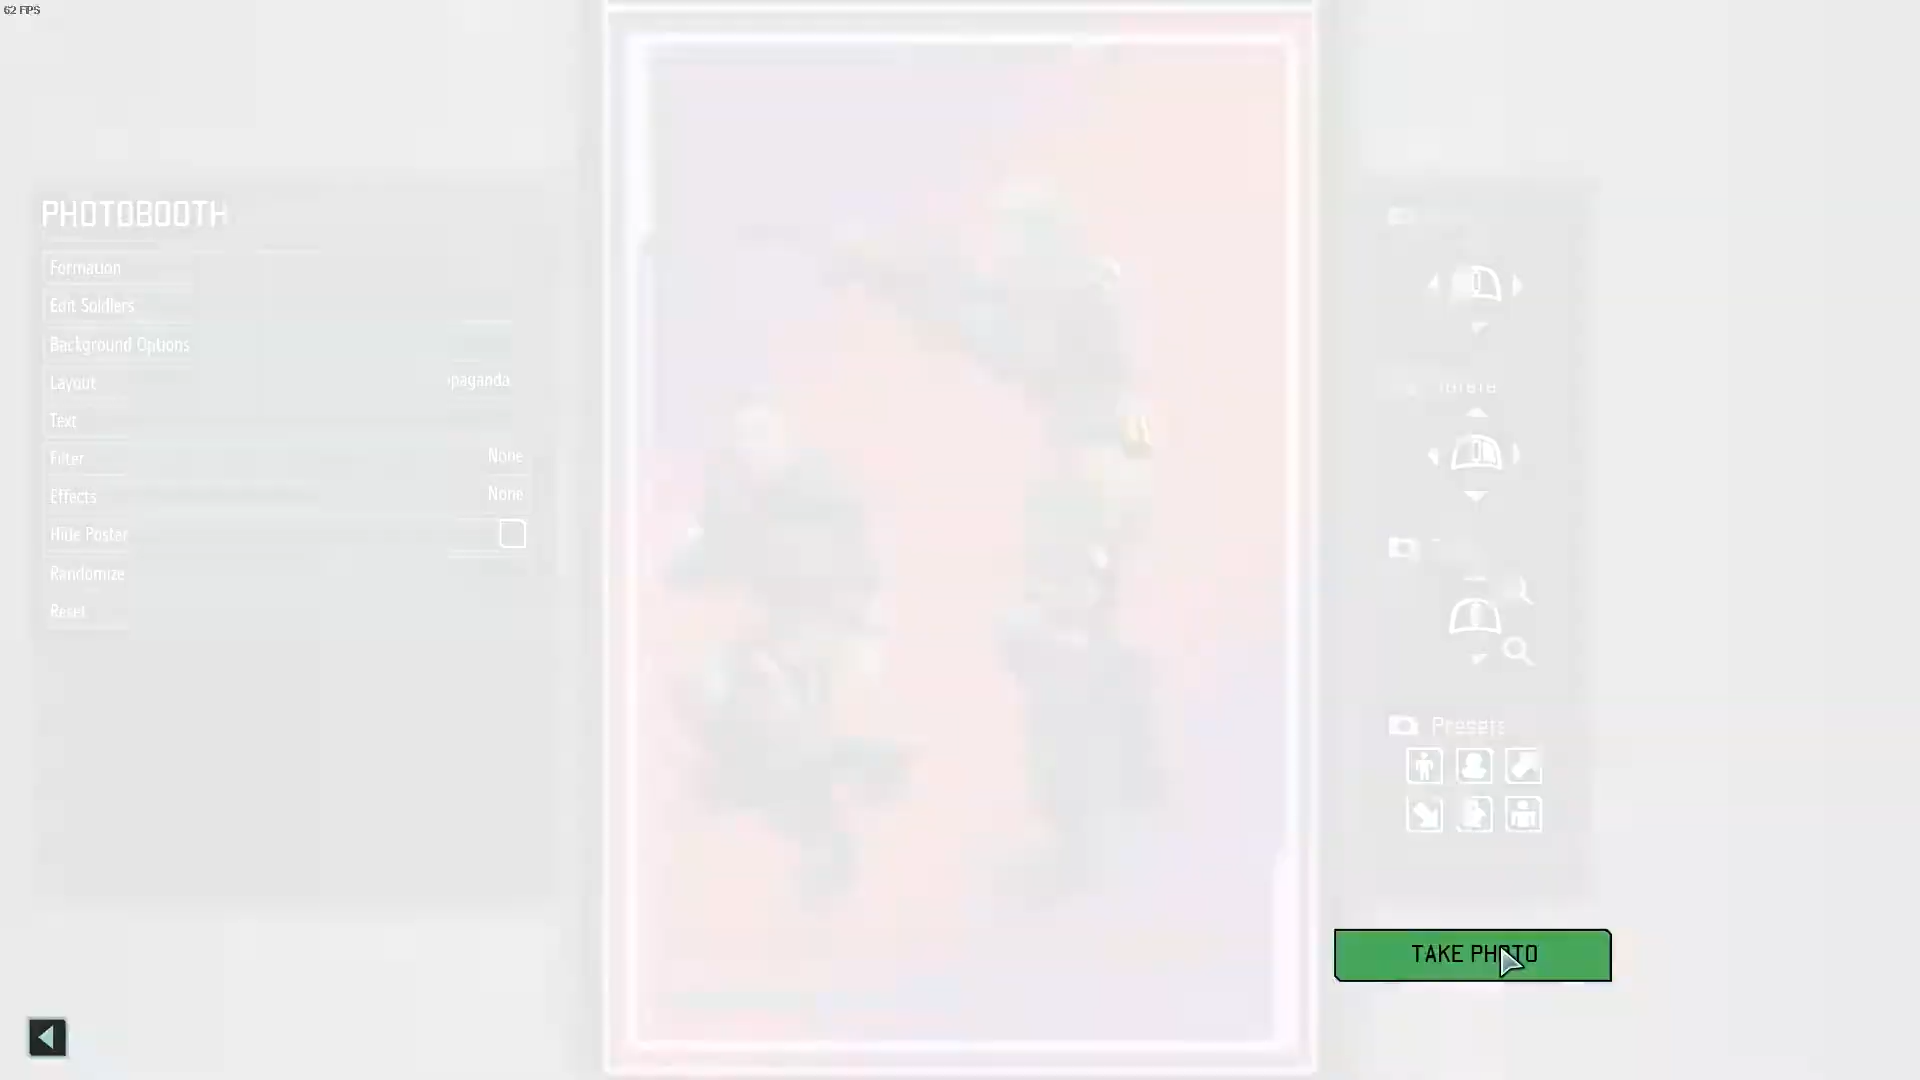 62 FPS
PHOTOBOOTH
Formation
Edit Soldiers
Background Options
Layout
paganda
Text
Filter
None
Effects
None
Hide Poster
Randomize
Reset
Presets
TAKE PHOTO